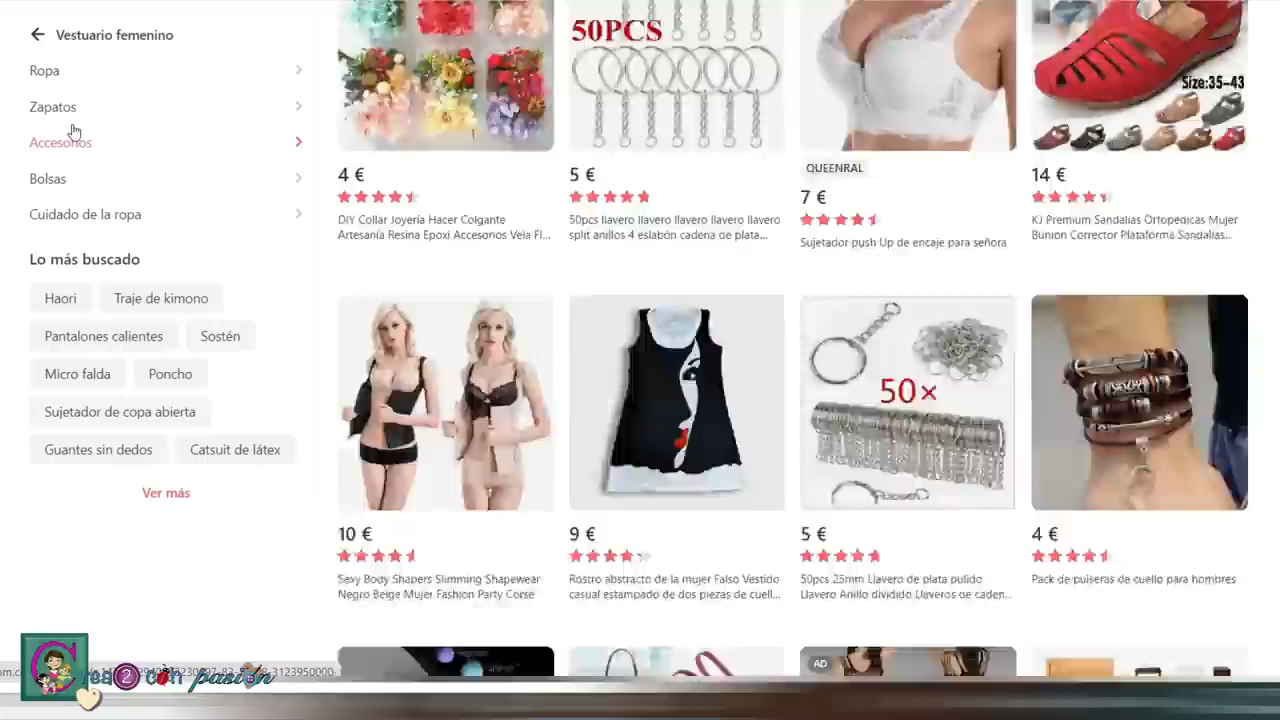 Vestuario femenino
Ropa
Zapatos
Accesorios
Bolsas
Cuidado de la ropa
Lo más buscado
Haori
Traje de kimono
Pantalones calientes
Sostén
Micro falda
Poncho
Sujetador de copa abierta
Guantes sin dedos
Catsuit de látex
Ver más
50PCS
Size:35-43
4 €
DIY Collar Joyería Hacer Colgante
Artesanía Resina Epoxi Accesorios Vela Fl...
5 €
50pcs llavero llavero llavero llavero llavero
split anillos 4 eslabón cadena de plata...
QUEENRAL
7 €
Sujetador push Up de encaje para señora
14 €
KJ Premium Sandalias Ortopédicas Mujer
Bunion Corrector Plataforma Sandalias...
50×
10 €
Sexy Body Shapers Slimming Shapewear
Negro Beige Mujer Fashion Party Corse
9 €
Rostro abstracto de la mujer Falso Vestido
casual estampado de dos piezas de cuell...
5 €
50pcs 25mm Llavero de plata pulido
Llavero Anillo dividido Llaveros de caden...
4 €
Pack de pulseras de cuello para hombres
AD
Crea2 con pasión